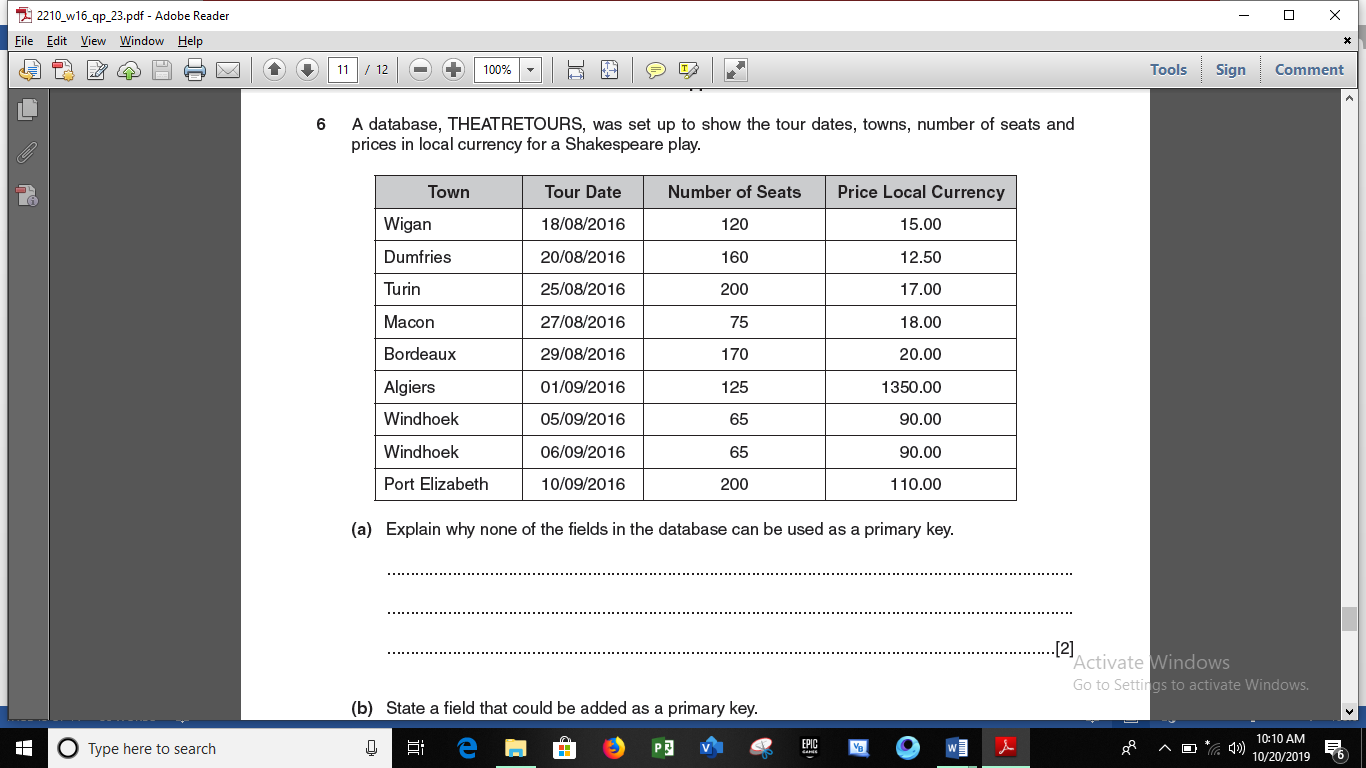 2210_w16_qp_23.pdf - Adobe Reader
File Edit View Window Help
11 / 12 100% Tools Sign Comment
6 A database, THEATRETOURS, was set up to show the tour dates, towns, number of seats and
prices in local currency for a Shakespeare play.
Town Tour Date Number of Seats Price Local Currency
Wigan 18/08/2016 120 15.00
Dumfries 20/08/2016 160 12.50
Turin 25/08/2016 200 17.00
Macon 27/08/2016 75 18.00
Bordeaux 29/08/2016 170 20.00
Algiers 01/09/2016 125 1350.00
Windhoek 05/09/2016 65 90.00
Windhoek 06/09/2016 65 90.00
Port Elizabeth 10/09/2016 200 110.00
(a) Explain why none of the fields in the database can be used as a primary key.
[2]
Activate Windows
Go to Settings to activate Windows.
(b) State a field that could be added as a primary key.
Type here to search
EPIC GAMES
10:10 AM
10/20/2019
6